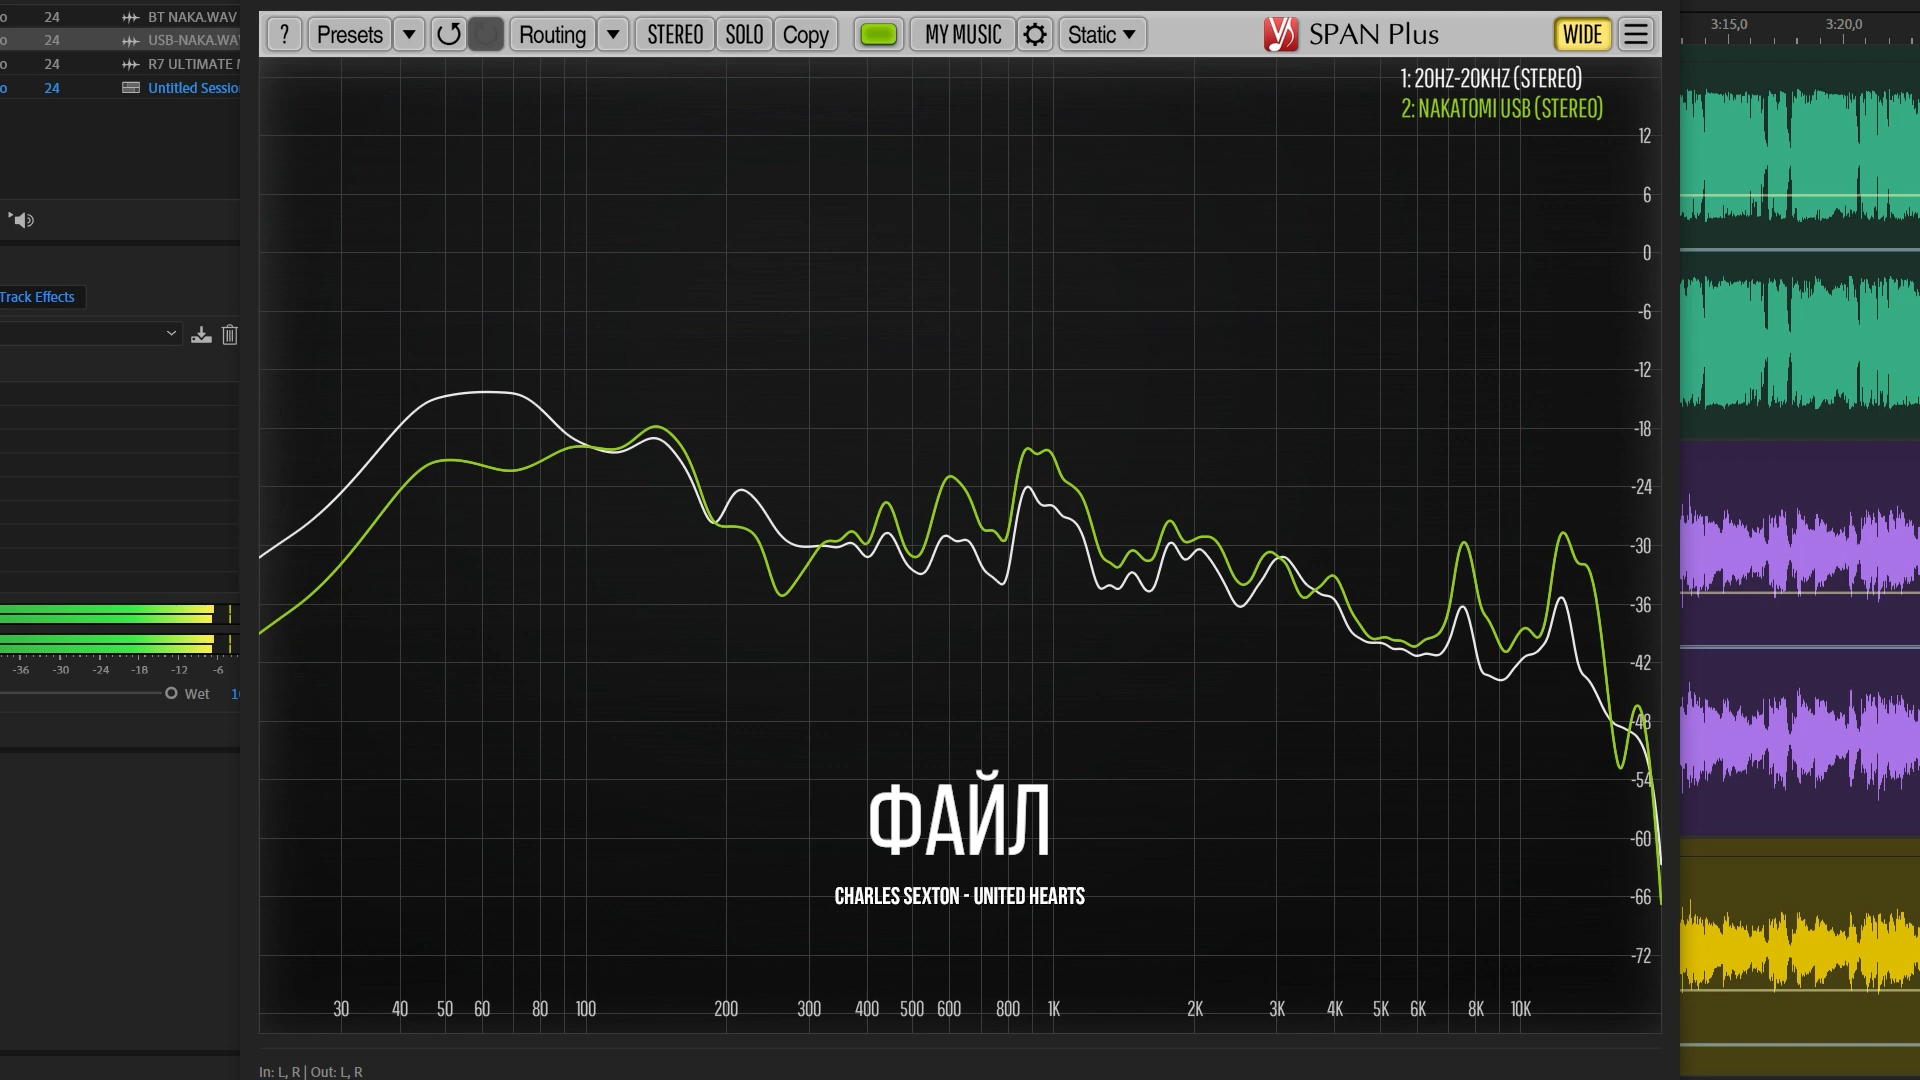 24 BT NAKA.WAV
24 USB-NAKA.WA
24 R7 ULTIMATE
24 Untitled Sessio
? Presets Routing STEREO SOLO Copy MY MUSIC Static SPAN Plus WIDE
3:15,0 3:20,0
1: 20HZ-20KHZ (STEREO)
2: NAKATOMI USB (STEREO)
12
6
0
-6
-12
-18
-24
-30
-36
-42
-48
-54
-60
-66
-72
Track Effects
-36 -30 -24 -18 -12 -6
Wet
ФАЙЛ
CHARLES SEXTON - UNITED HEARTS
30 40 50 60 80 100 200 300 400 500 600 800 1K 2K 3K 4K 5K 6K 8K 10K
In: L, R | Out: L, R